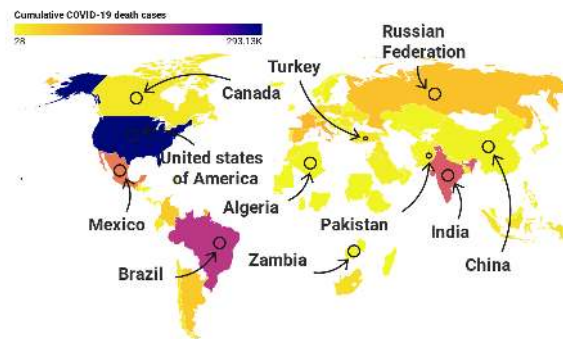 Cumulative COVID-19 death cases
28
293.13K
Russian
Federation
Turkey
Canada
United states
of America
Mexico
Algeria
Pakistan
India
Brazil
Zambia
China